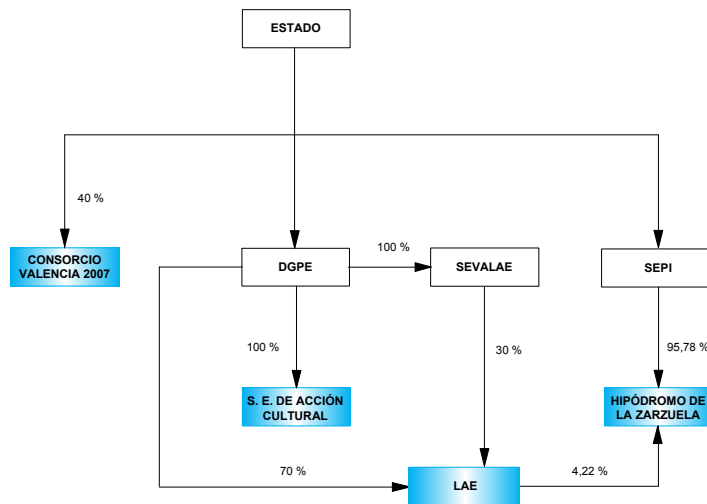 ESTADO
40 %
CONSORCIO
VALENCIA 2007
DGPE
100 %
SEVALAE
SEPI
100 %
30 %
95,78 %
S. E. DE ACCIÓN
CULTURAL
HIPÓDROMO DE
LA ZARZUELA
70 %
LAE
4,22 %